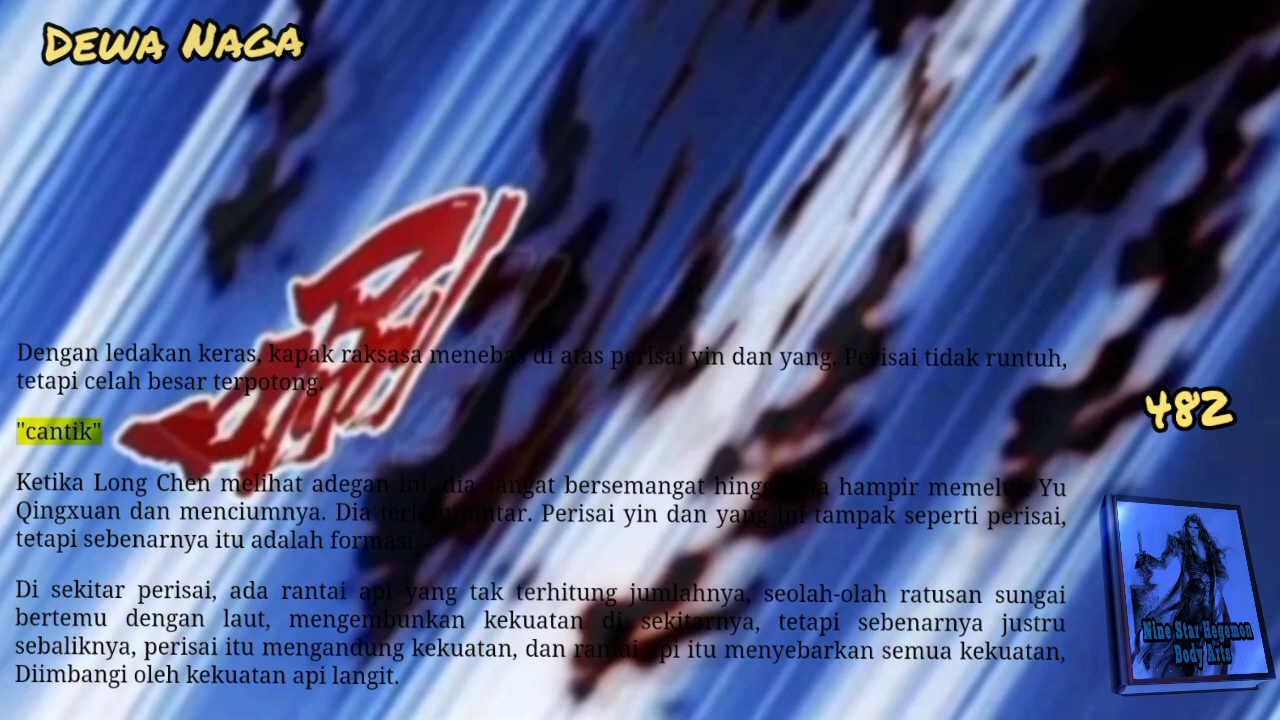 Dewa Naga
Dengan ledakan keras, kapak raksasa menebas di atas perisai yin dan yang. Perisai tidak runtuh,
tetapi celah besar terpotong.
"cantik"
482
Ketika Long Chen melihat adegan ini, dia sangat bersemangat hingga dia hampir memeluk Yu
Qingxuan dan menciumnya. Dia terlalu pintar. Perisai yin dan yang ini tampak seperti perisai,
tetapi sebenarnya itu adalah formasi.
Di sekitar perisai, ada rantai api yang tak terhitung jumlahnya, seolah-olah ratusan sungai
bertemu dengan laut, mengembunkan kekuatan di sekitarnya, tetapi sebenarnya justru
sebaliknya, perisai itu mengandung kekuatan, dan rantai api itu menyebarkan semua kekuatan,
Diimbangi oleh kekuatan api langit.
Nine Star Hegemon
Body Arts